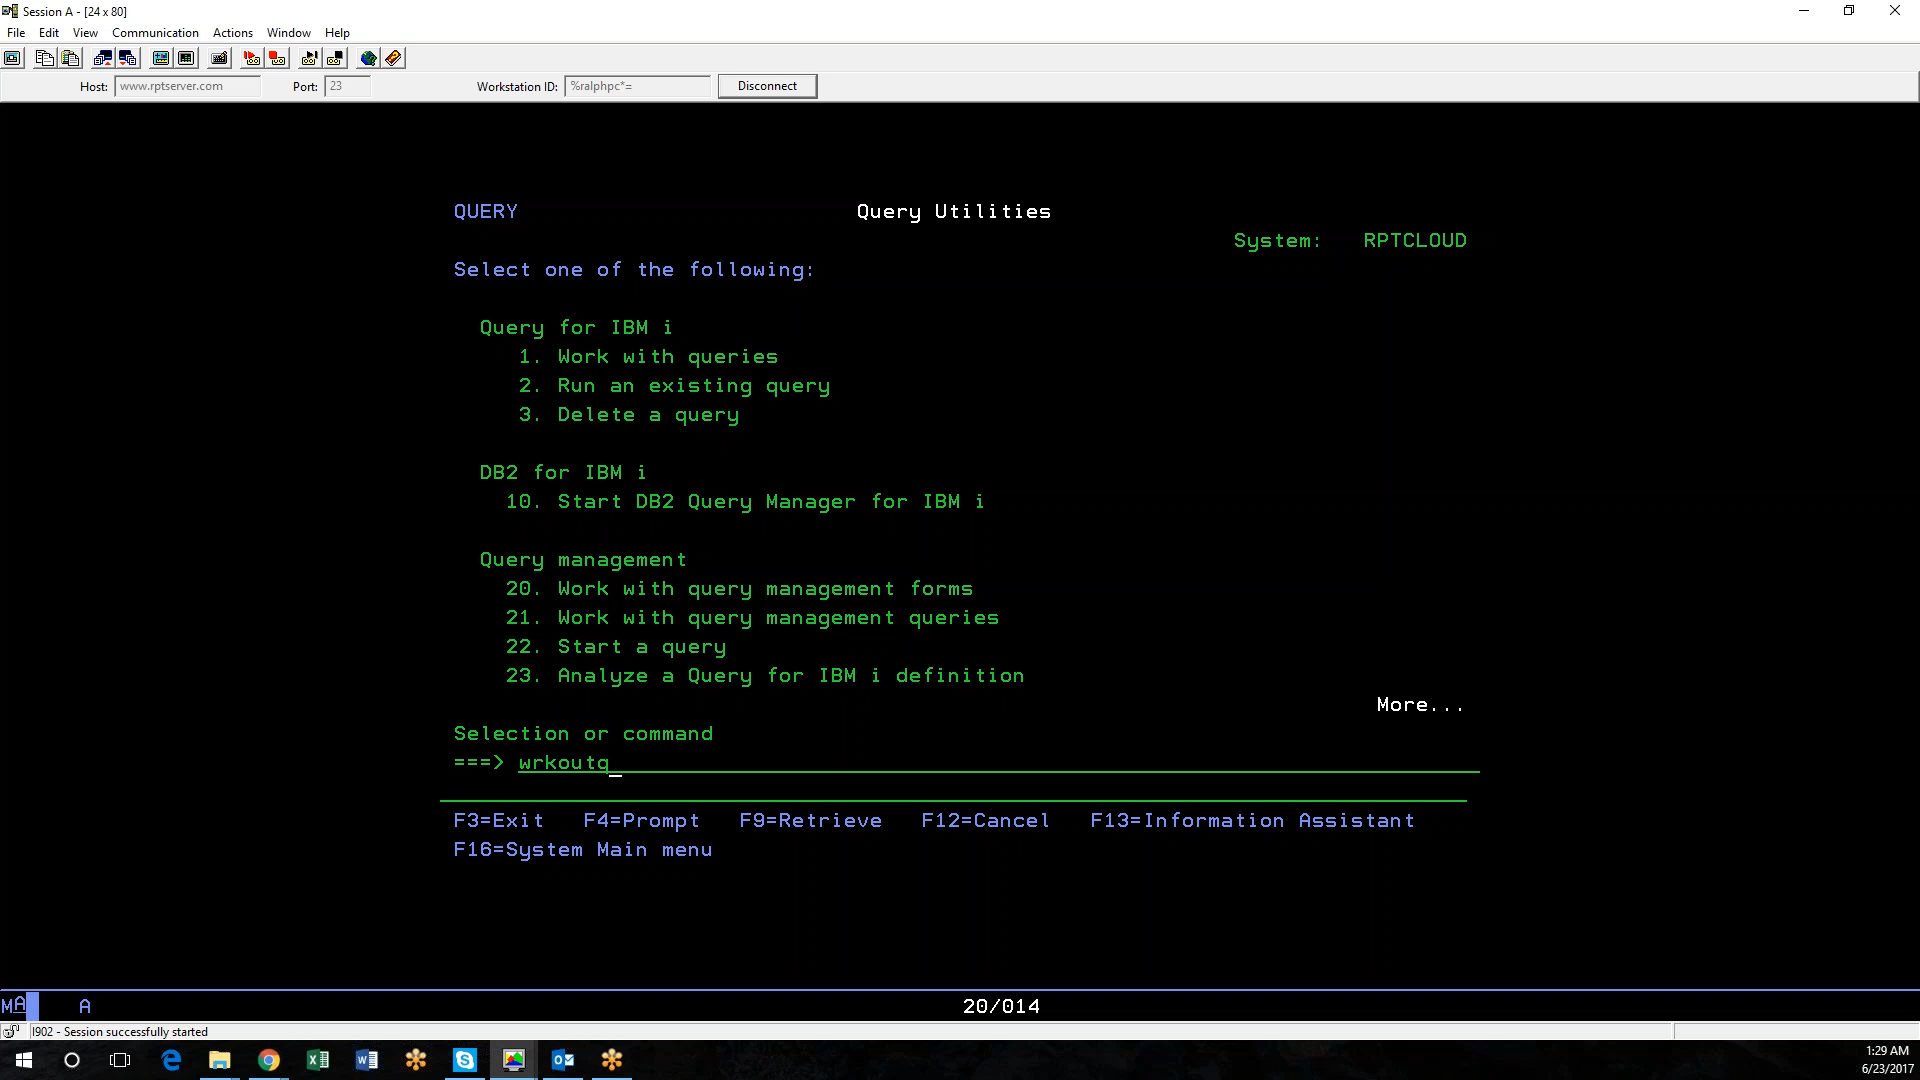 Session A - [24 x 80]
File Edit View Communication Actions Window Help
Host: www.rptserver.com Port: 23 Workstation ID: %ralphpc*= Disconnect
QUERY Query Utilities
System: RPTCLOUD
Select one of the following:
Query for IBM i
1. Work with queries
2. Run an existing query
3. Delete a query
DB2 for IBM i
10. Start DB2 Query Manager for IBM i
Query management
20. Work with query management forms
21. Work with query management queries
22. Start a query
23. Analyze a Query for IBM i definition
More...
Selection or command
===> wrkoutq_
F3=Exit F4=Prompt F9=Retrieve F12=Cancel F13=Information Assistant
F16=System Main menu
MA A 20/014
I902 - Session successfully started
1:29 AM
6/23/2017